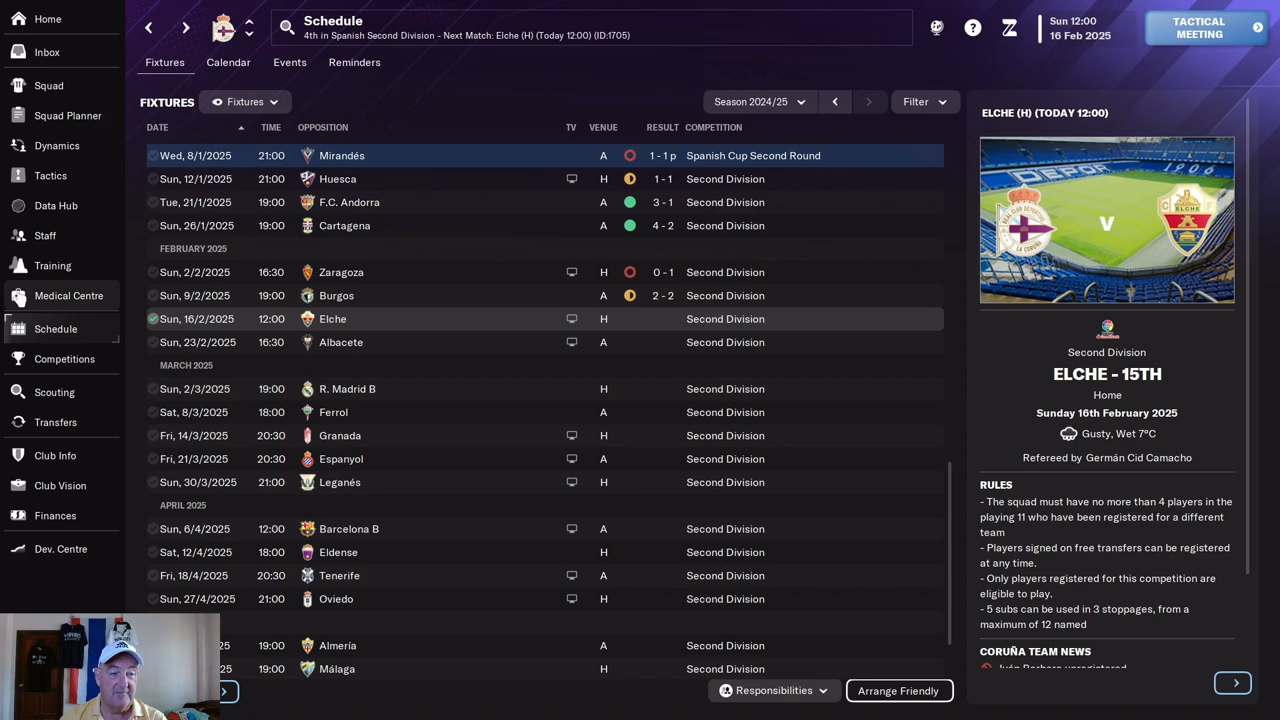 Home
Inbox
Squad
Squad Planner
Dynamics
Tactics
Data Hub
Staff
Training
Medical Centre
Schedule
Competitions
Scouting
Transfers
Club Info
Club Vision
Finances
Dev. Centre
Schedule
4th in Spanish Second Division - Next Match: Elche (H) (Today 12:00) (ID:1705)
Sun 12:00
16 Feb 2025
TACTICAL
MEETING
Fixtures Calendar Events Reminders
FIXTURES Fixtures Season 2024/25 Filter
DATE TIME OPPOSITION TV VENUE RESULT COMPETITION
Wed, 8/1/2025 21:00 Mirandés A 1 - 1 p Spanish Cup Second Round
Sun, 12/1/2025 21:00 Huesca H 1 - 1 Second Division
Tue, 21/1/2025 19:00 F.C. Andorra A 3 - 1 Second Division
Sun, 26/1/2025 19:00 Cartagena A 4 - 2 Second Division
FEBRUARY 2025
Sun, 2/2/2025 16:30 Zaragoza H 0 - 1 Second Division
Sun, 9/2/2025 19:00 Burgos A 2 - 2 Second Division
Sun, 16/2/2025 12:00 Elche H Second Division
Sun, 23/2/2025 16:30 Albacete A Second Division
MARCH 2025
Sun, 2/3/2025 19:00 R. Madrid B H Second Division
Sat, 8/3/2025 18:00 Ferrol A Second Division
Fri, 14/3/2025 20:30 Granada H Second Division
Fri, 21/3/2025 20:30 Espanyol A Second Division
Sun, 30/3/2025 21:00 Leganés H Second Division
APRIL 2025
Sun, 6/4/2025 12:00 Barcelona B A Second Division
Sat, 12/4/2025 18:00 Eldense H Second Division
Fri, 18/4/2025 20:30 Tenerife A Second Division
Sun, 27/4/2025 21:00 Oviedo H Second Division
19:00 Almería A Second Division
19:00 Málaga H Second Division
Responsibilities Arrange Friendly
ELCHE (H) (TODAY 12:00)
DEPOR
V
ELCHE
Second Division
ELCHE - 15TH
Home
Sunday 16th February 2025
Gusty, Wet 7°C
Refereed by Germán Cid Camacho
RULES
- The squad must have no more than 4 players in the
playing 11 who have been registered for a different
team
- Players signed on free transfers can be registered
at any time.
- Only players registered for this competition are
eligible to play.
- 5 subs can be used in 3 stoppages, from a
maximum of 12 named
CORUÑA TEAM NEWS